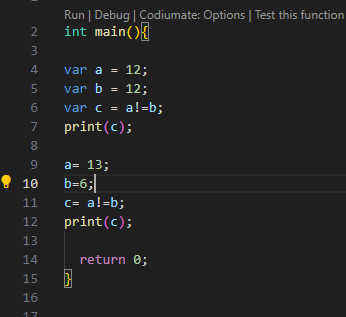 Run | Debug | Codiumate: Options | Test this function
2 int main(){
3
4 var a = 12;
5 var b = 12;
6 var c = a!=b;
7 print(c);
8
9 a= 13;
10 b=6;
11 c= a!=b;
12 print(c);
13
14 return 0;
15 }
16
17